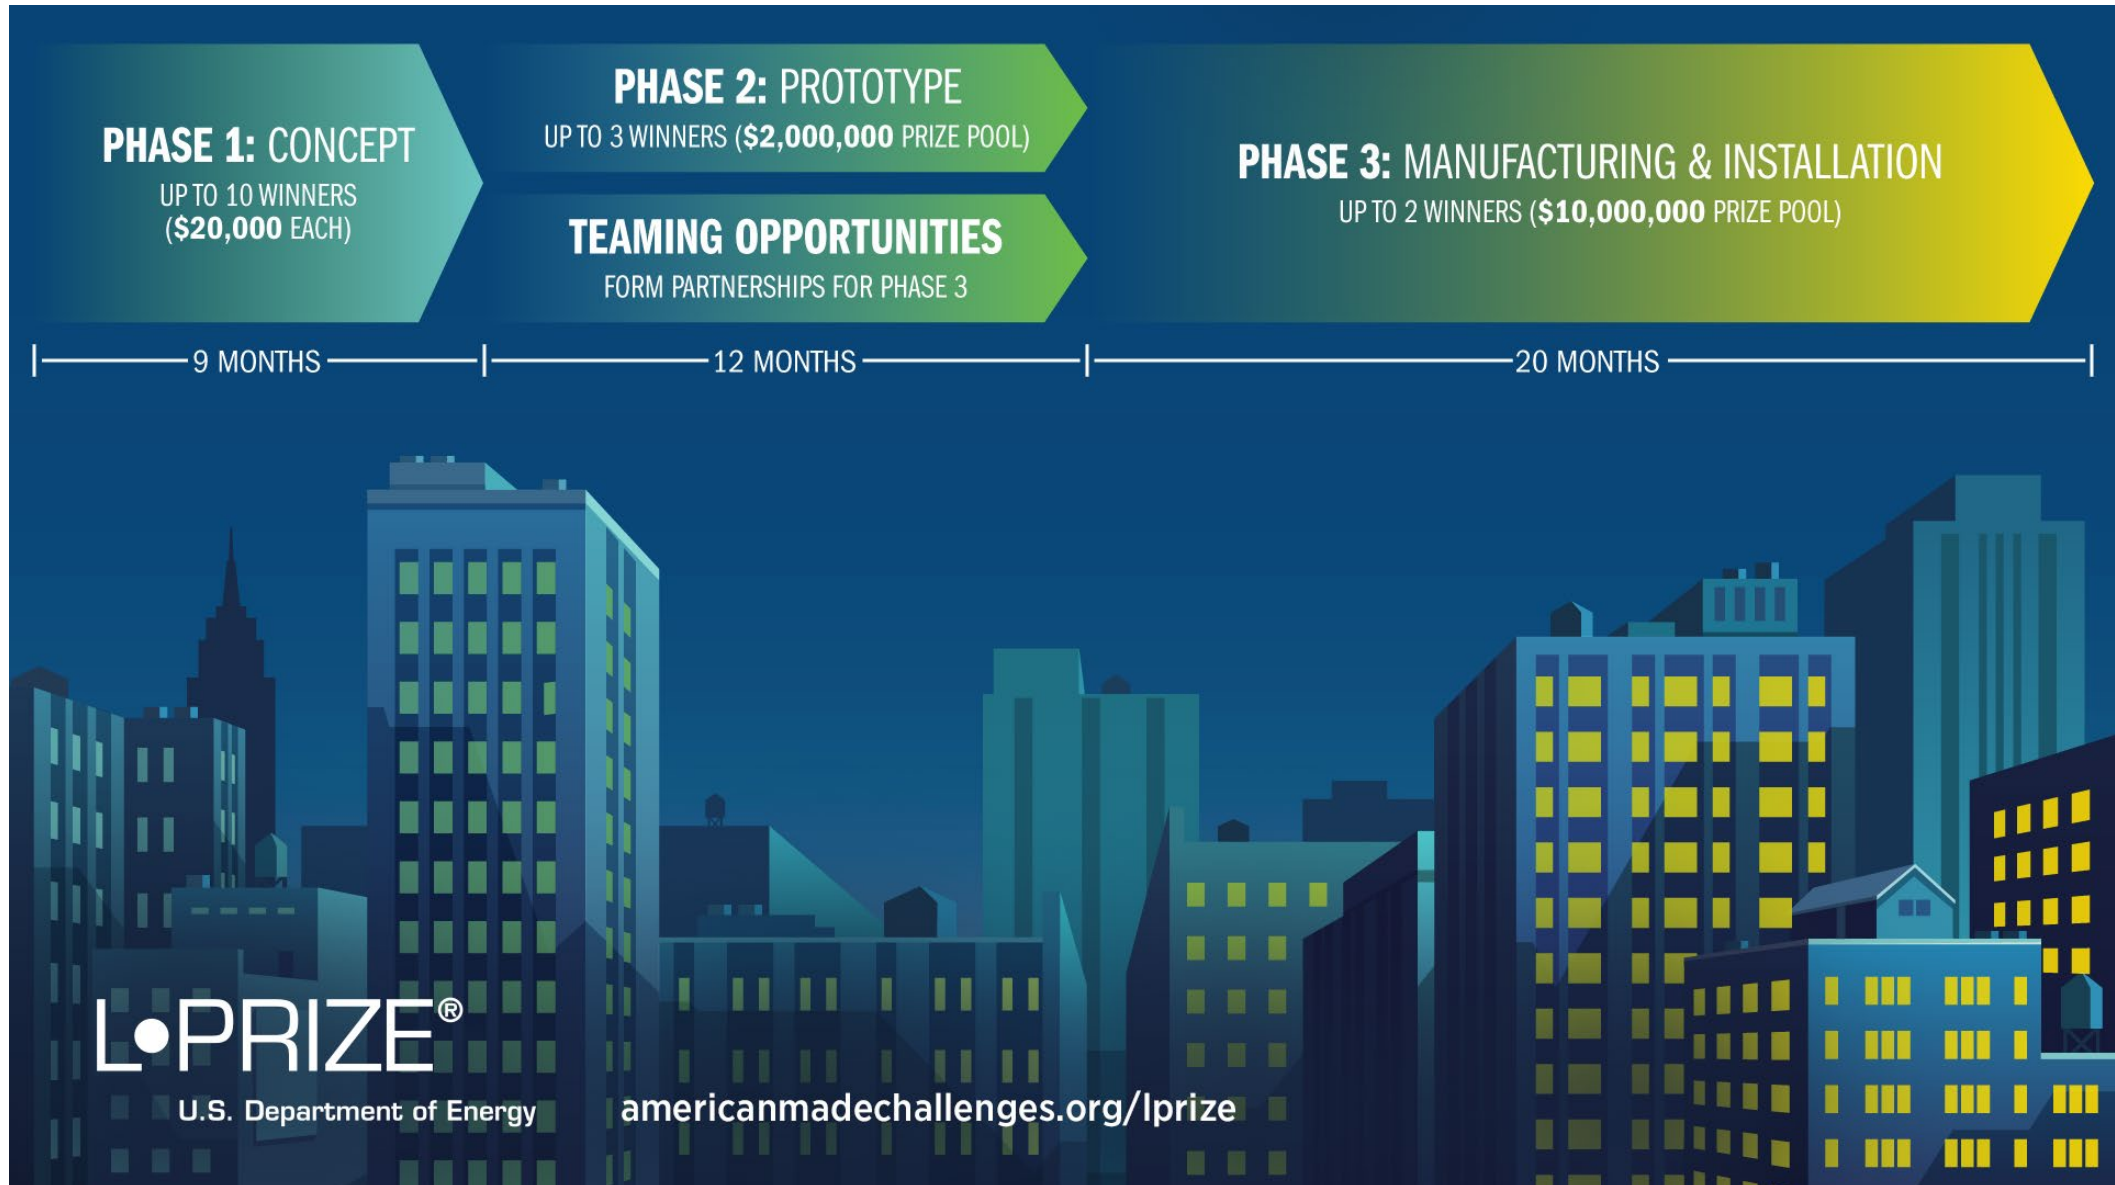 PHASE 1: CONCEPT
UP TO 10 WINNERS
($20,000 EACH)
PHASE 2: PROTOTYPE
UP TO 3 WINNERS ($2,000,000 PRIZE POOL)
TEAMING OPPORTUNITIES
FORM PARTNERSHIPS FOR PHASE 3
PHASE 3: MANUFACTURING & INSTALLATION
UP TO 2 WINNERS ($10,000,000 PRIZE POOL)
9 MONTHS
12 MONTHS
20 MONTHS
L•PRIZE®
U.S. Department of Energy
americanmadechallenges.org/lprize